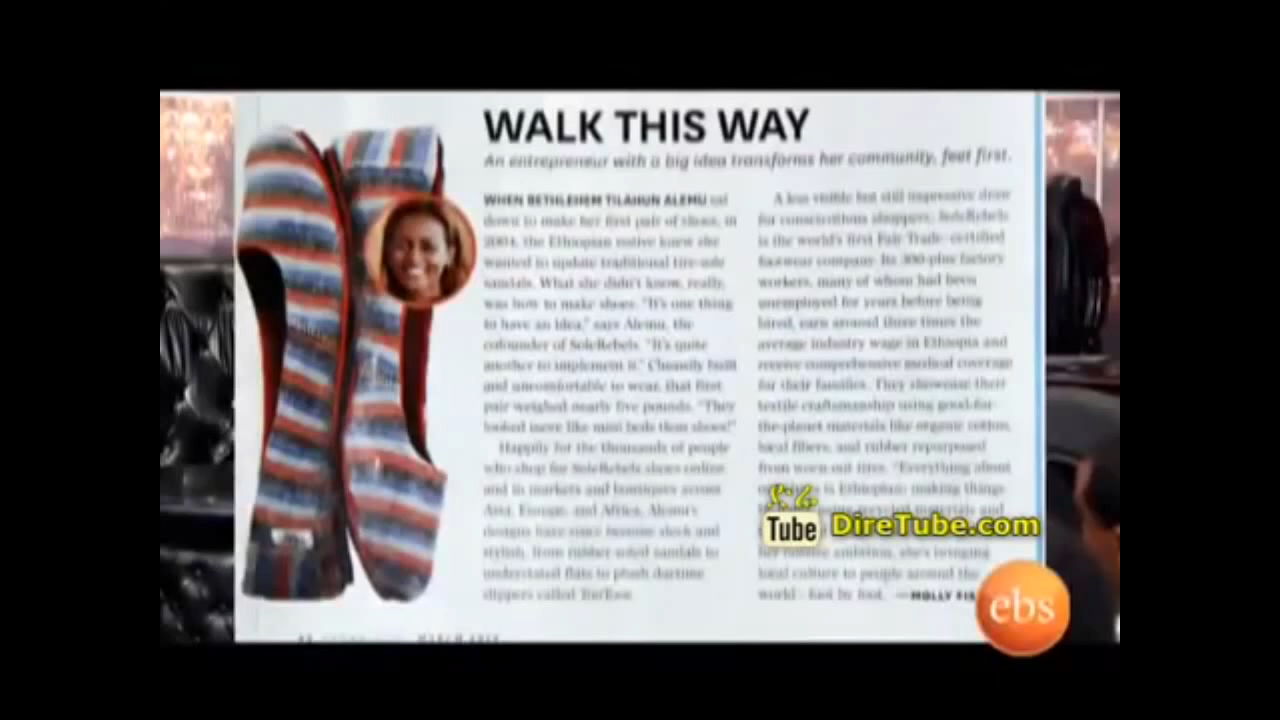 WALK THIS WAY
An entrepreneur with a big idea transforms her community, feet first.
WHEN BETHLEHEM TILAHUN ALEMU sat
down to make her first pair of shoes, in
2004, the Ethiopian native knew she
wanted to update traditional tire-sole
sandals. What she didn't know, really,
was how to make shoes. "It's one thing
to have an idea," says Alemu, the
cofounder of SoleRebels. "It's quite
another to implement it." Clumsily built
and uncomfortable to wear, that first
pair weighed nearly five pounds. "They
looked more like mini beds than shoes!"
Happily for the thousands of people
who shop for SoleRebels shoes online
and in markets and boutiques across
Asia, Europe, and Africa, Alemu's
designs have since become sleek and
stylish, from rubber-soled sandals to
understated flats to plush daytime
slippers called
A less visible but still impressive draw
for conscientious shoppers: SoleRebels
is the world's first Fair Trade–certified
footwear company. Its 300-plus factory
workers, many of whom had been
unemployed for years before being
hired, earn around three times the
average industry wage in Ethiopia and
receive comprehensive medical coverage
for their families. They showcase their
textile craftsmanship using good-for-
the-planet materials like organic cotton,
local fibers, and rubber repurposed
from worn-out tires. "Everything about
is Ethiopian: making things
recycled materials and
her ambition, she's bringing
local culture to people around the
world—foot by foot. —MOLLY
MARCH
ድሬ
Tube
DireTube.com
ebs